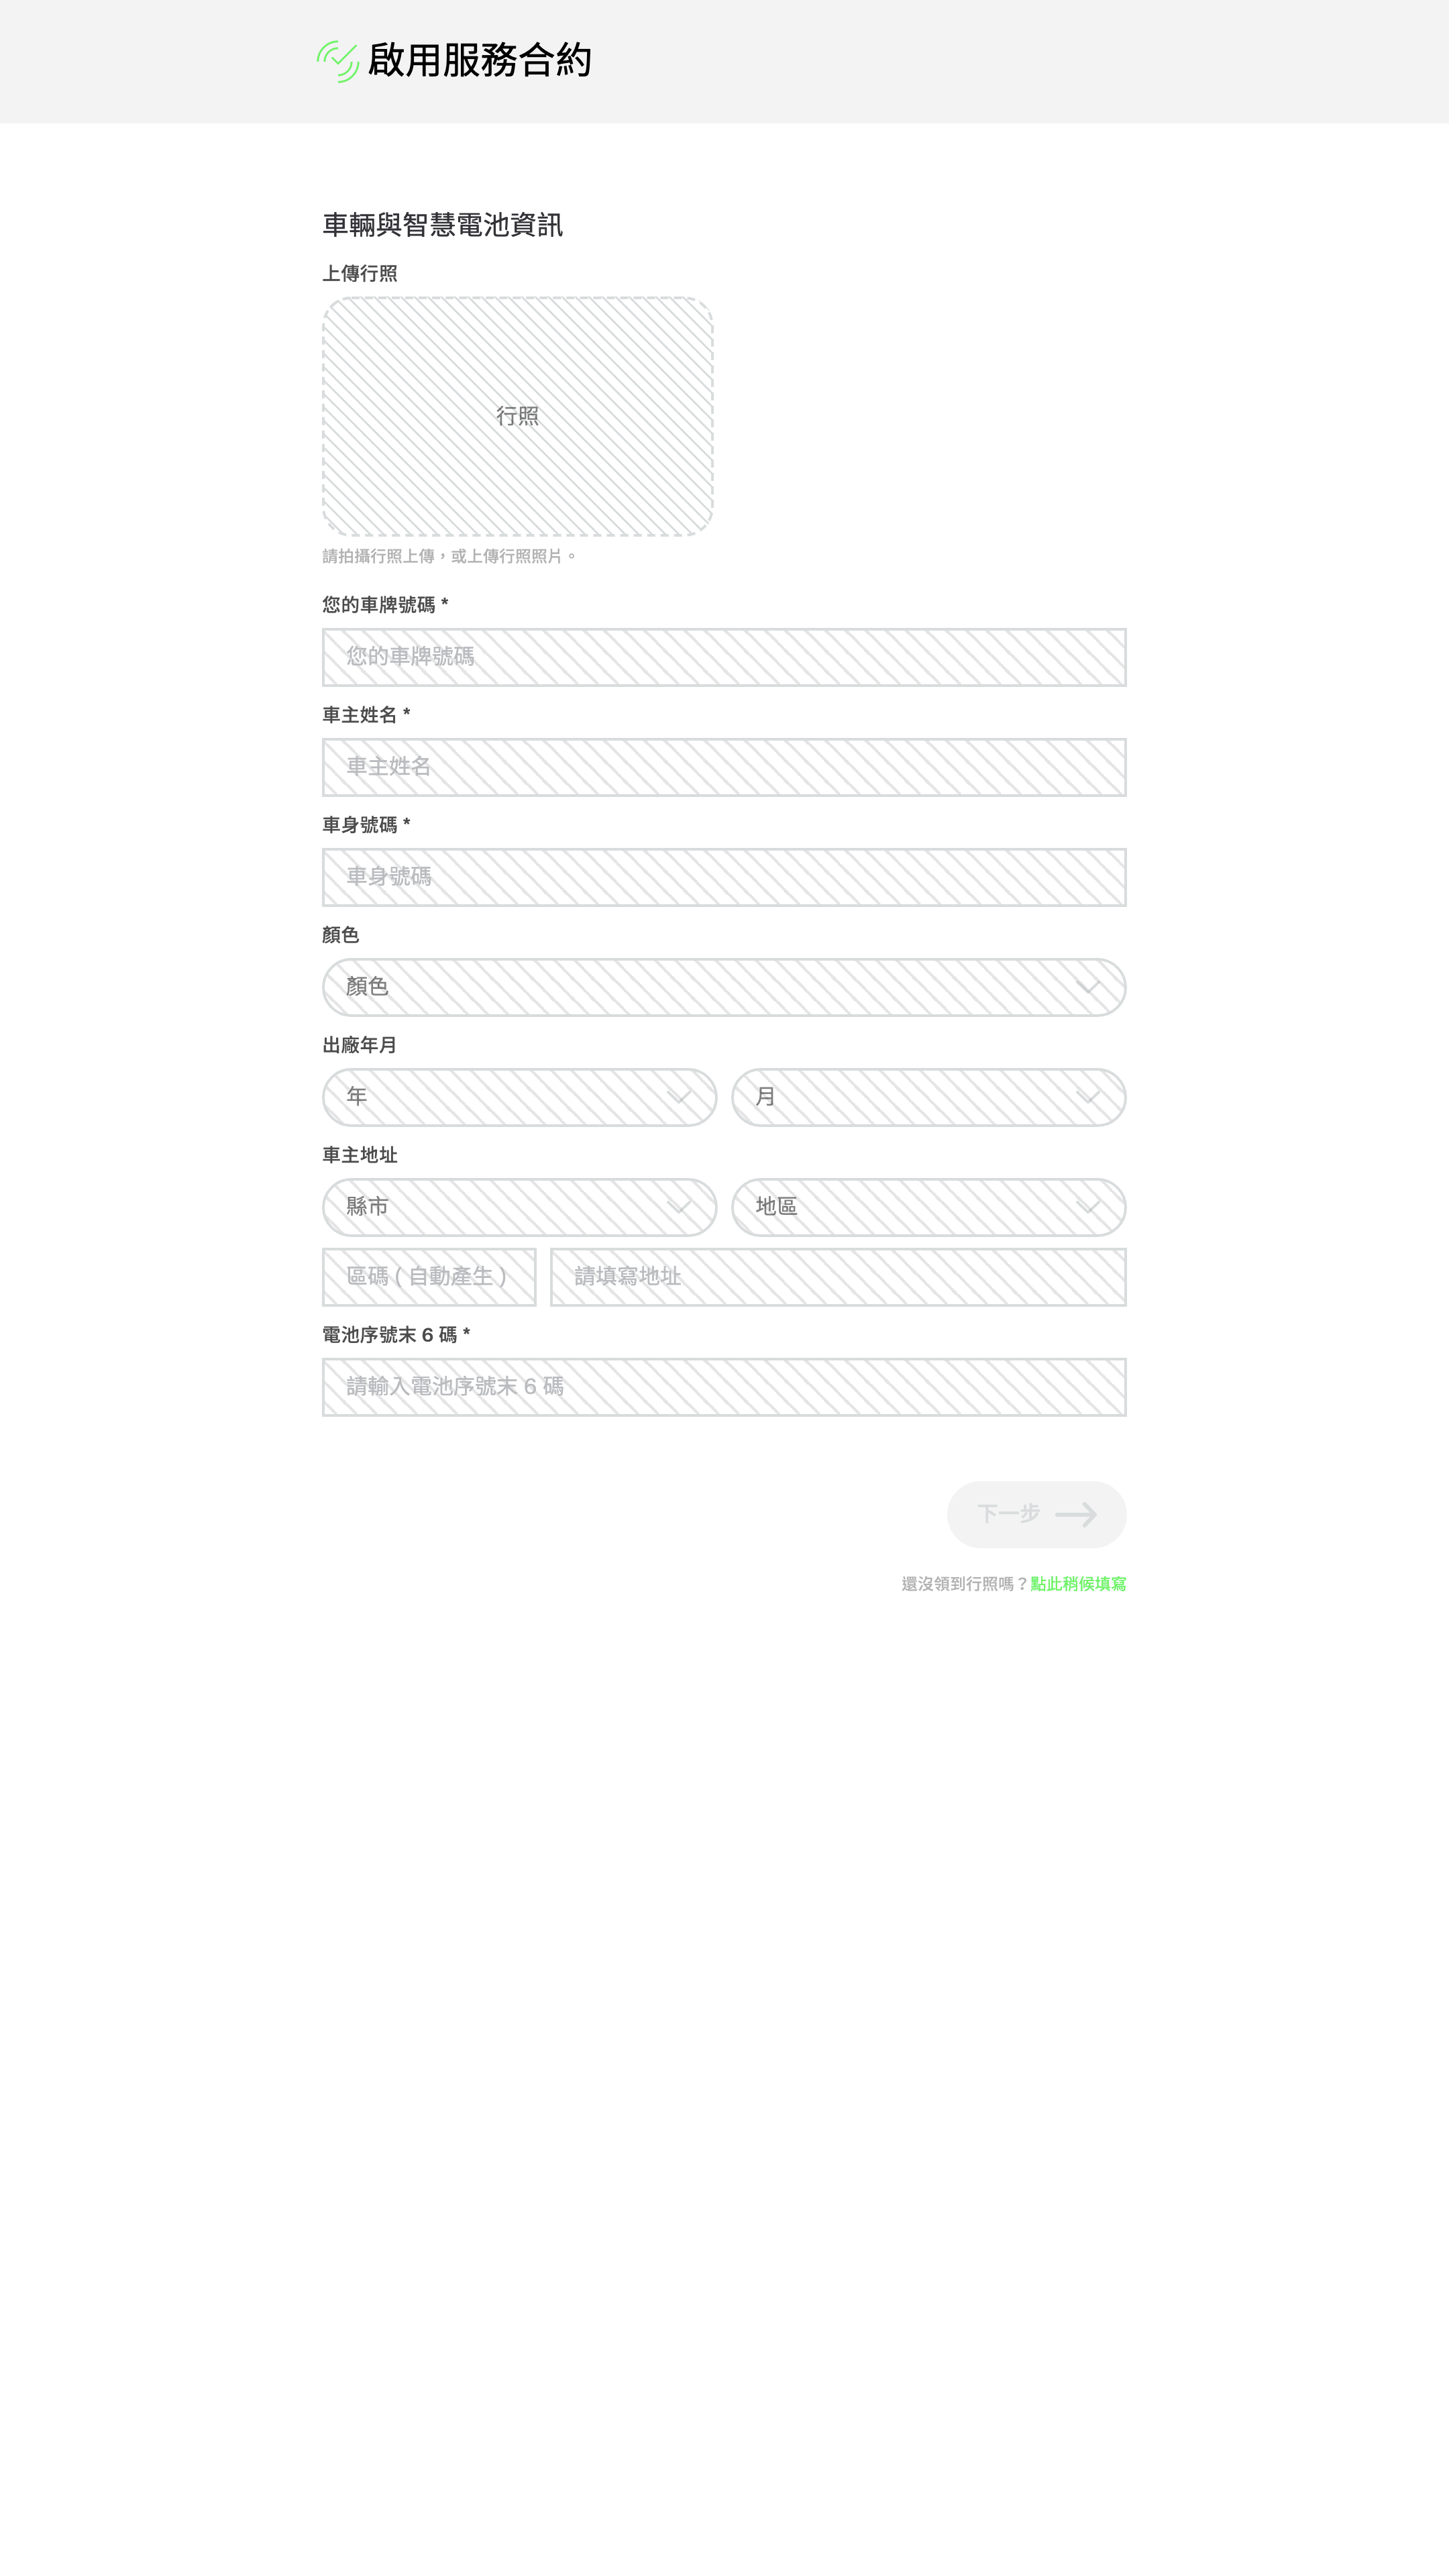 啟用服務合約
車輛與智慧電池資訊
上傳行照
行照
請拍攝行照上傳，或上傳行照照片。
您的車牌號碼 *
您的車牌號碼
車主姓名 *
車主姓名
車身號碼 *
車身號碼
顏色
顏色
出廠年月
年 月
車主地址
縣市 地區
區碼 ( 自動產生 ) 請填寫地址
電池序號末 6 碼 *
請輸入電池序號末 6 碼
下一步
還沒領到行照嗎？點此稍候填寫